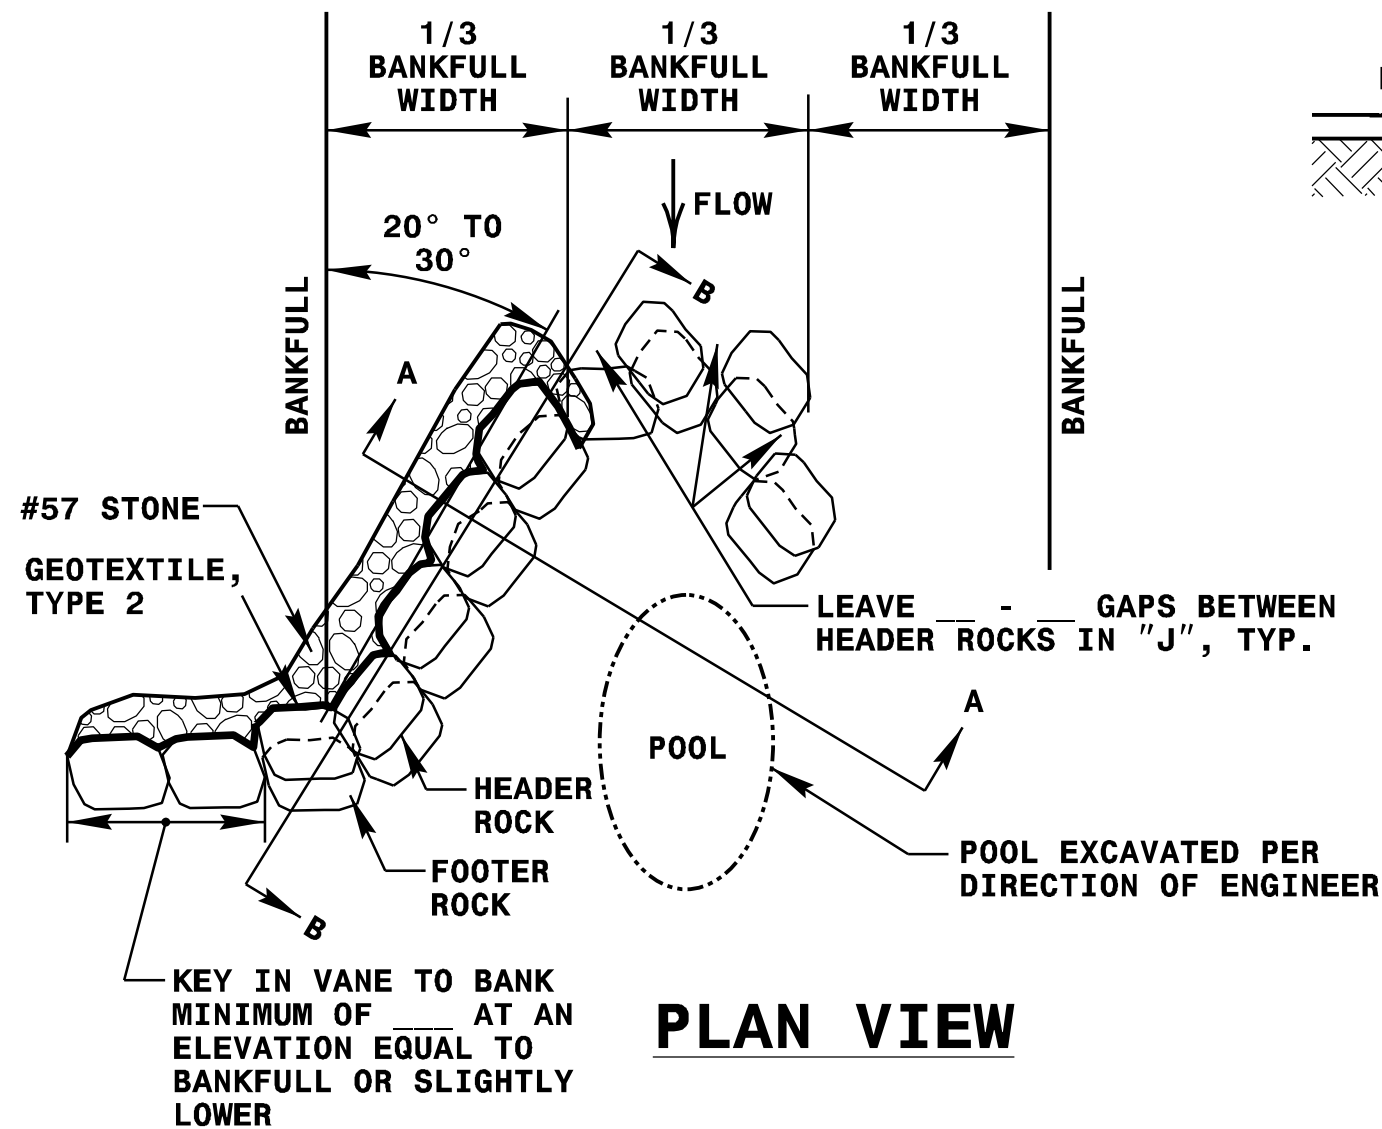 1/3
BANKFULL
WIDTH
1/3
BANKFULL
WIDTH
1/3
BANKFULL
WIDTH
FLOW
20° TO
30°
B
BANKFULL
BANKFULL
A
#57 STONE
GEOTEXTILE,
TYPE 2
LEAVE __ - __ GAPS BETWEEN
HEADER ROCKS IN "J", TYP.
A
POOL
HEADER
ROCK
FOOTER
ROCK
POOL EXCAVATED PER
DIRECTION OF ENGINEER
B
KEY IN VANE TO BANK
MINIMUM OF ___ AT AN
ELEVATION EQUAL TO
BANKFULL OR SLIGHTLY
LOWER
PLAN VIEW